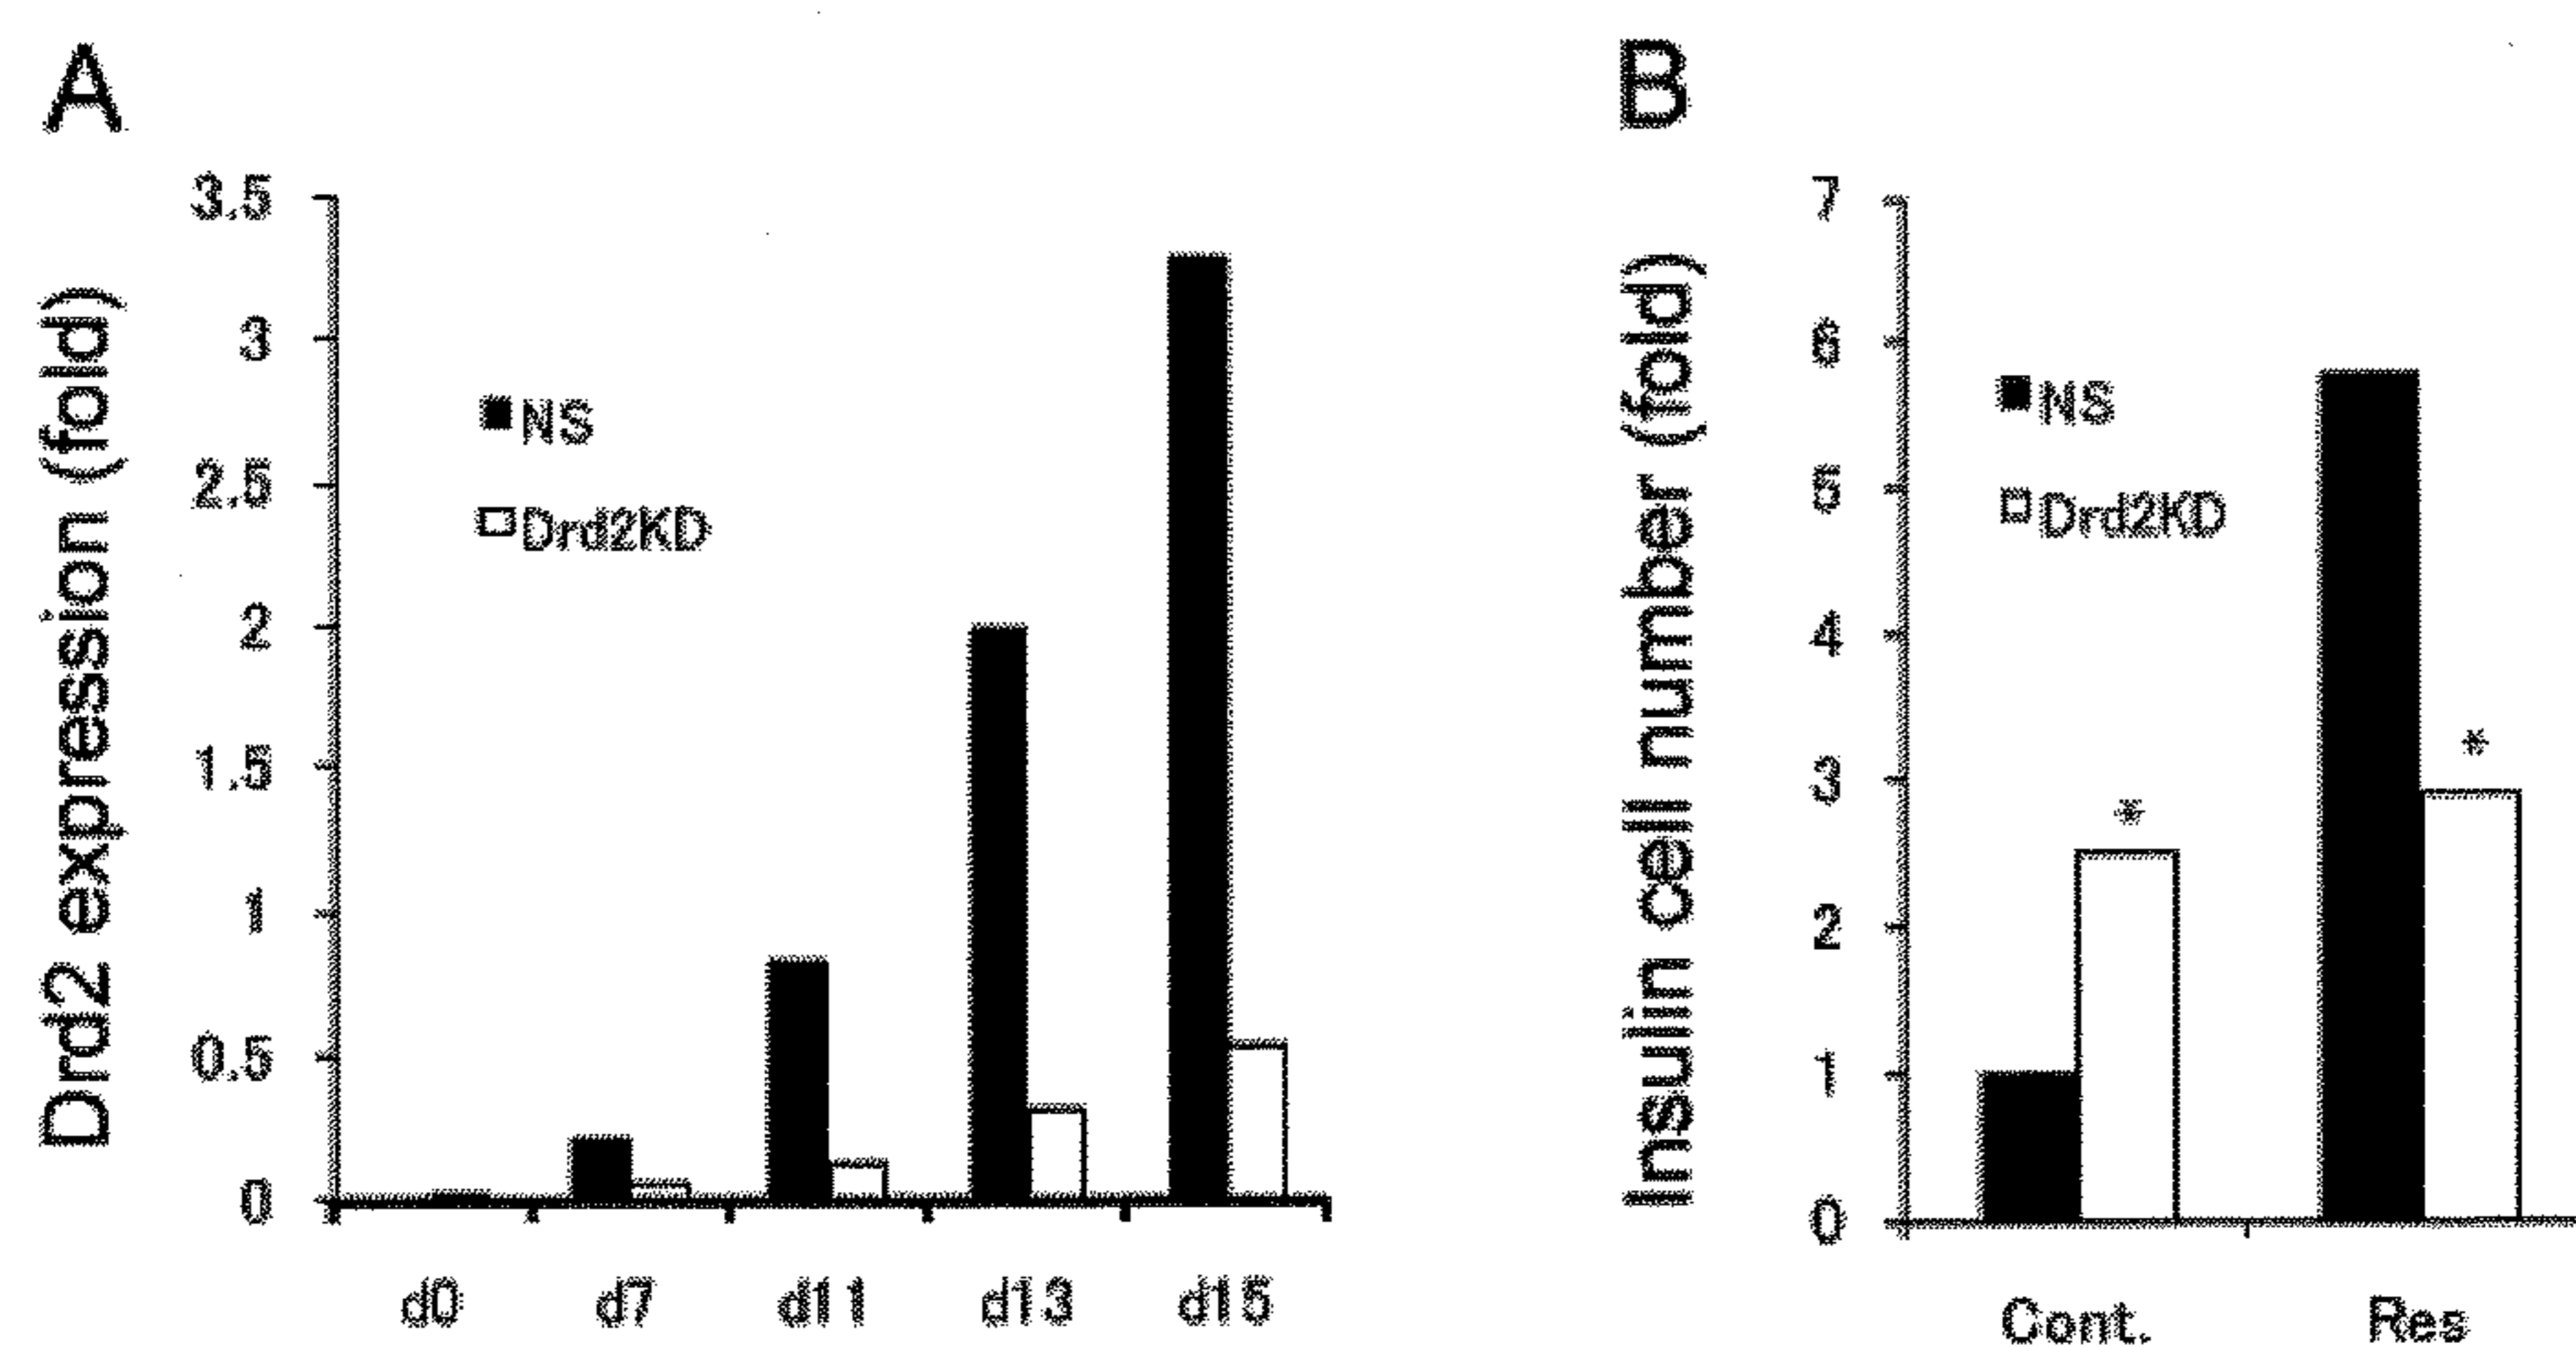 A
Drd2 expression (fold)
3.5
3
2.5
2
1.5
1
0.5
0
NS
Drd2KD
d0 d7 d11 d13 d15
B
Insulin cell number (fold)
7
6
5
4
3
2
1
0
NS
Drd2KD
*
*
Cont. Res